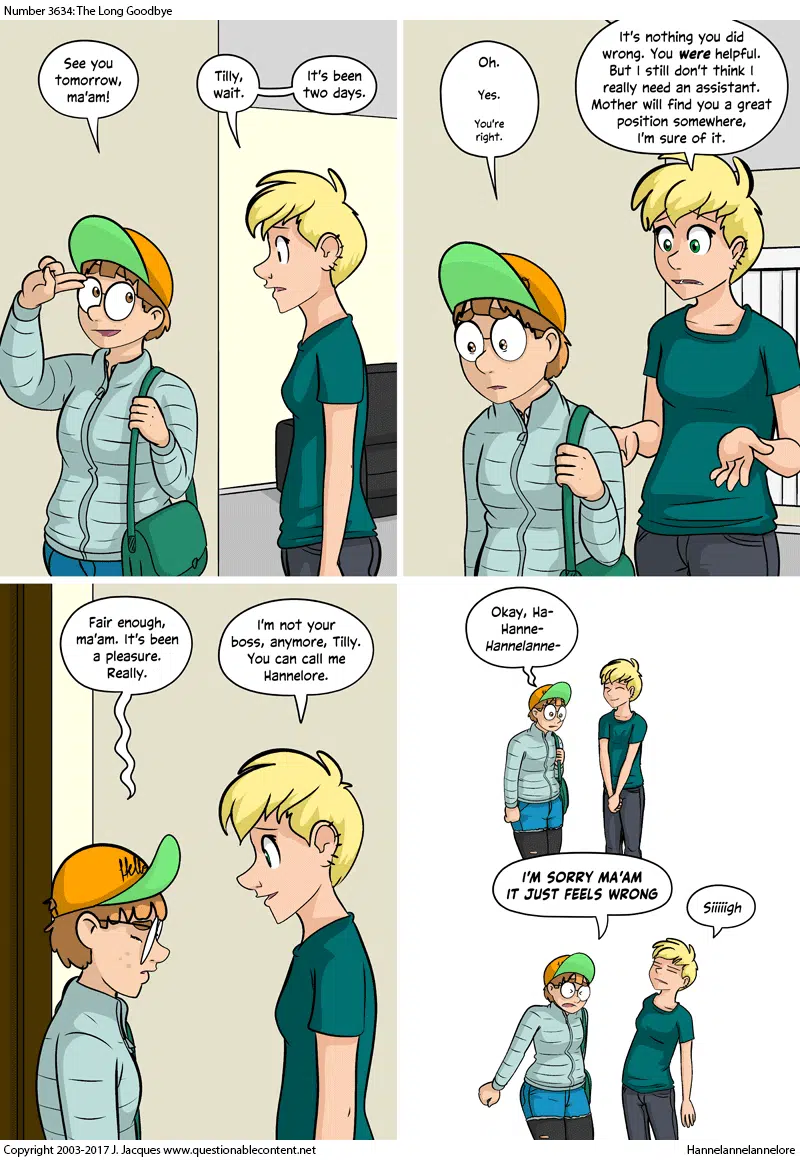 Number 3634: The Long Goodbye
See you
tomorrow,
ma'am!
Tilly,
wait.
It's been
two days.
Oh.
Yes.
You're
right.
It's nothing you did
wrong. You were helpful.
But I still don't think I
really need an assistant.
Mother will find you a great
position somewhere,
I'm sure of it.
Fair enough,
ma'am. It's been
a pleasure.
Really.
I'm not your
boss, anymore, Tilly.
You can call me
Hannelore.
Hello
Okay, Ha-
Hanne-
Hannelanne-
I'M SORRY MA'AM
IT JUST FEELS WRONG
Siiiiigh
Copyright 2003-2017 J. Jacques www.questionablecontent.net
Hannelannelannelore